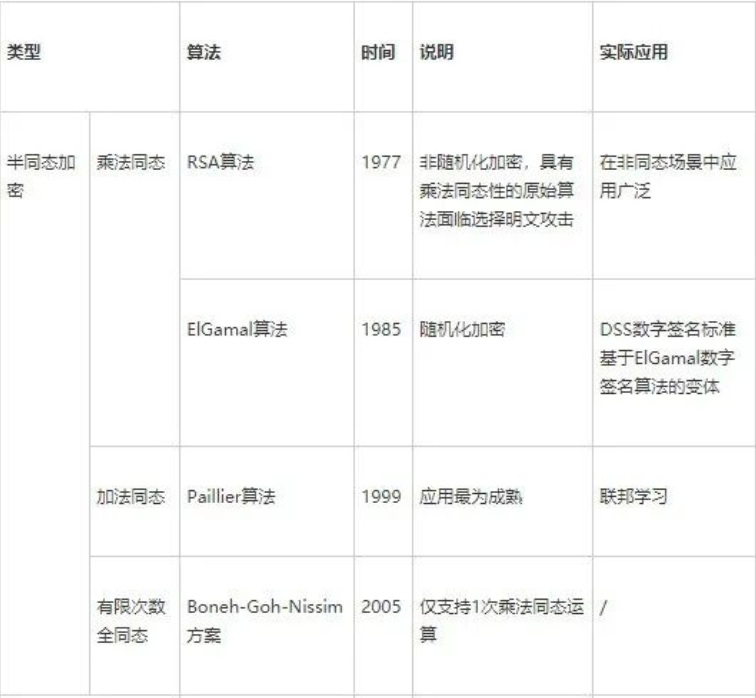 类型
算法
时间
说明
实际应用
半同态加
密
乘法同态
RSA算法
1977
非随机化加密，具有
乘法同态性的原始算
法面临选择明文攻击
在非同态场景中应
用广泛
ElGamal算法
1985
随机化加密
DSS数字签名标准
基于ElGamal数字
签名算法的变体
加法同态
Paillier算法
1999
应用最为成熟
联邦学习
有限次数
全同态
Boneh-Goh-Nissim
方案
2005
仅支持1次乘法同态运
算
/